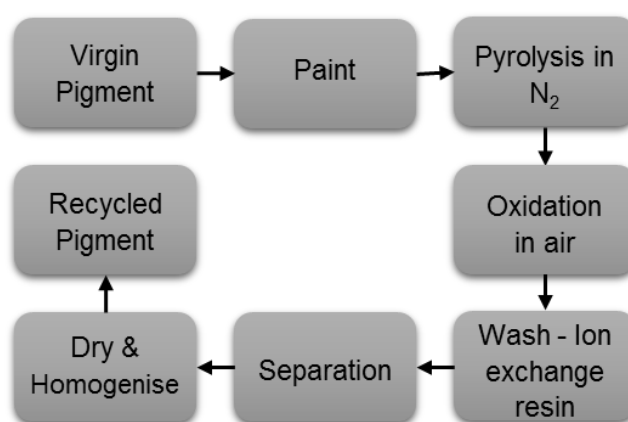 Virgin
Pigment
Paint
Pyrolysis in
N₂
Oxidation
in air
Wash - Ion
exchange
resin
Separation
Dry &
Homogenise
Recycled
Pigment